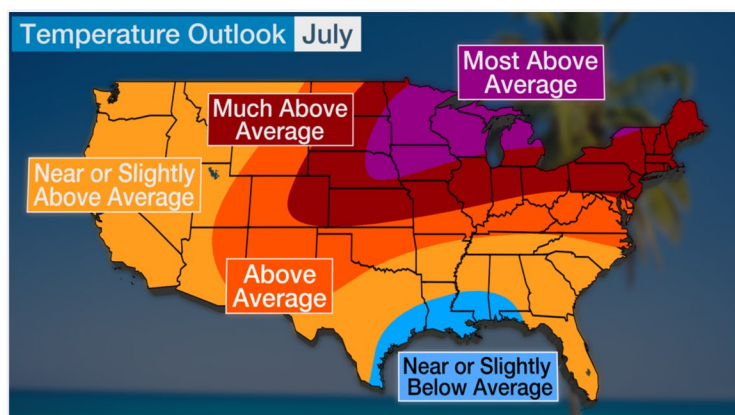 Temperature Outlook July
Most Above
Average
Much Above
Average
Near or Slightly
Above Average
Above
Average
Near or Slightly
Below Average